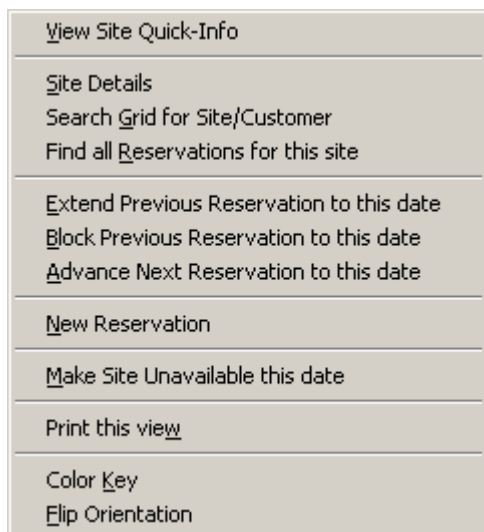 View Site Quick-Info
Site Details
Search Grid for Site/Customer
Find all Reservations for this site
Extend Previous Reservation to this date
Block Previous Reservation to this date
Advance Next Reservation to this date
New Reservation
Make Site Unavailable this date
Print this view
Color Key
Flip Orientation